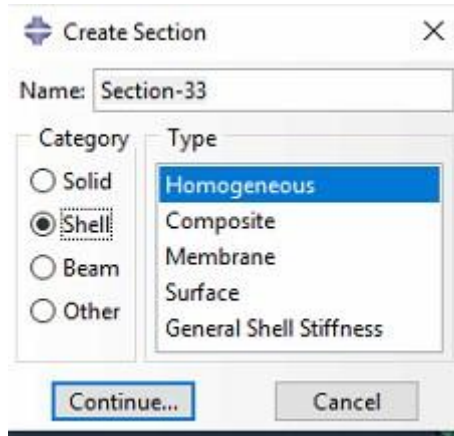 Create Section
Name: Section-33
Category
Solid
Shell
Beam
Other
Type
Homogeneous
Composite
Membrane
Surface
General Shell Stiffness
Continue... Cancel